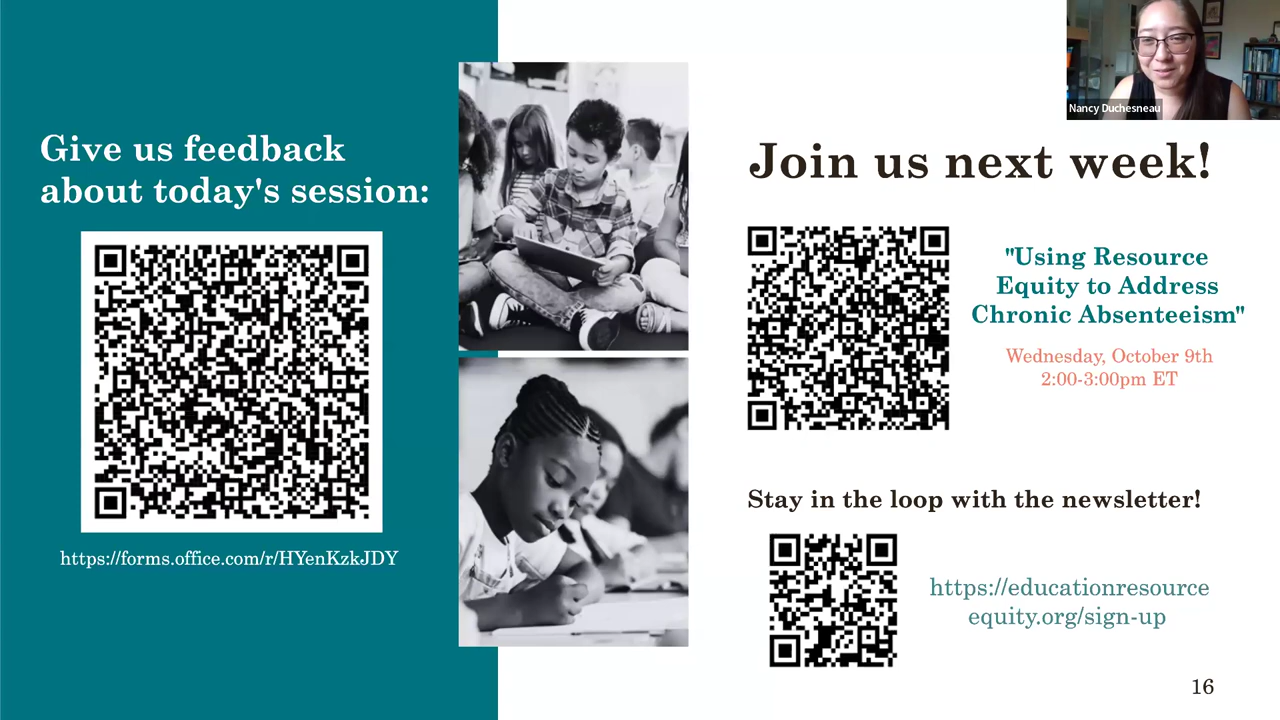 Give us feedback
about today's session:
https://forms.office.com/r/HYenKzkJDY
Nancy Duchesneau
Join us next week!
"Using Resource
Equity to Address
Chronic Absenteeism"
Wednesday, October 9th
2:00-3:00pm ET
Stay in the loop with the newsletter!
https://educationresource
equity.org/sign-up
16